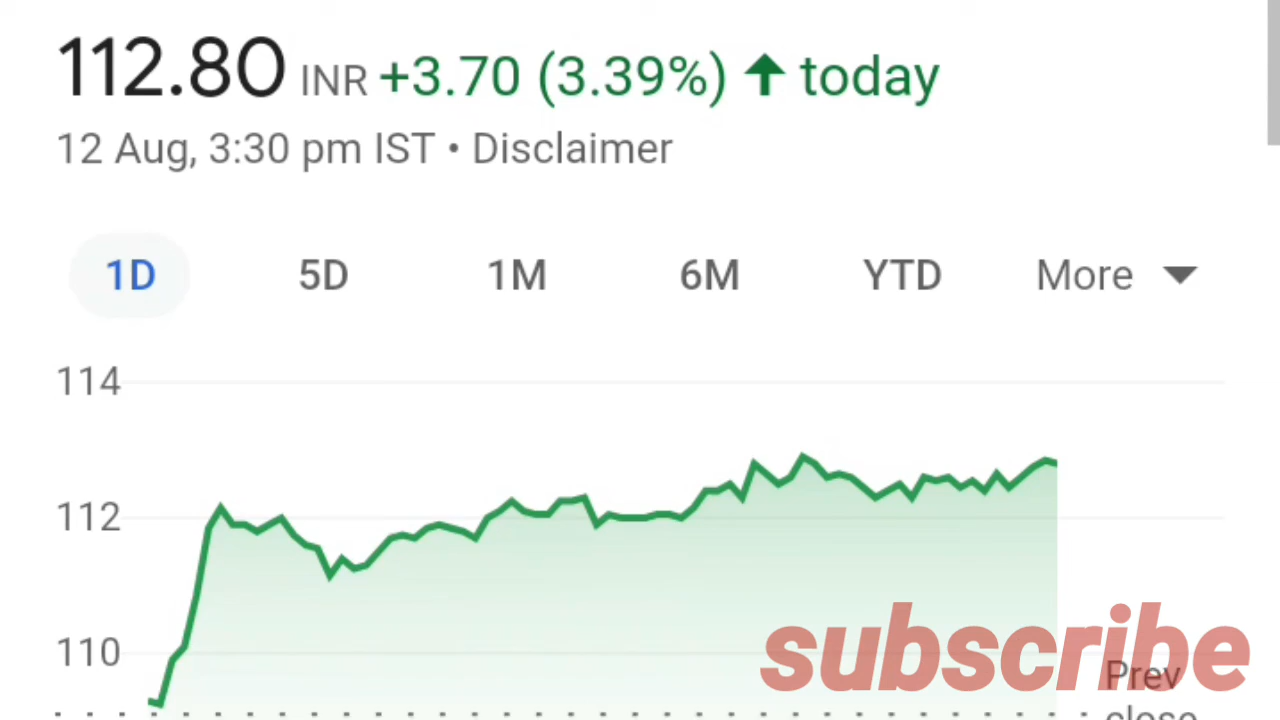 112.80 INR +3.70 (3.39%) ↑ today
12 Aug, 3:30 pm IST • Disclaimer
1D 5D 1M 6M YTD More
114
112
110
subscribe
Prev
close